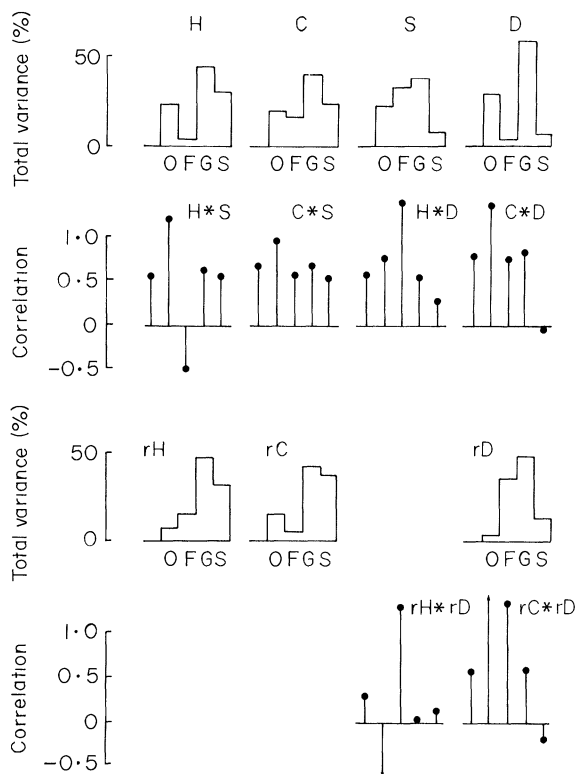 H C S D
Total variance (%)
50
0
OFGS OFGS OFGS OFGS
H*S C*S H*D C*D
Correlation
1·0
0·5
0
-0·5
rH rC rD
Total variance (%)
50
0
OFGS OFGS OFGS
rH*rD rC*rD
Correlation
1·0
0·5
0
-0·5